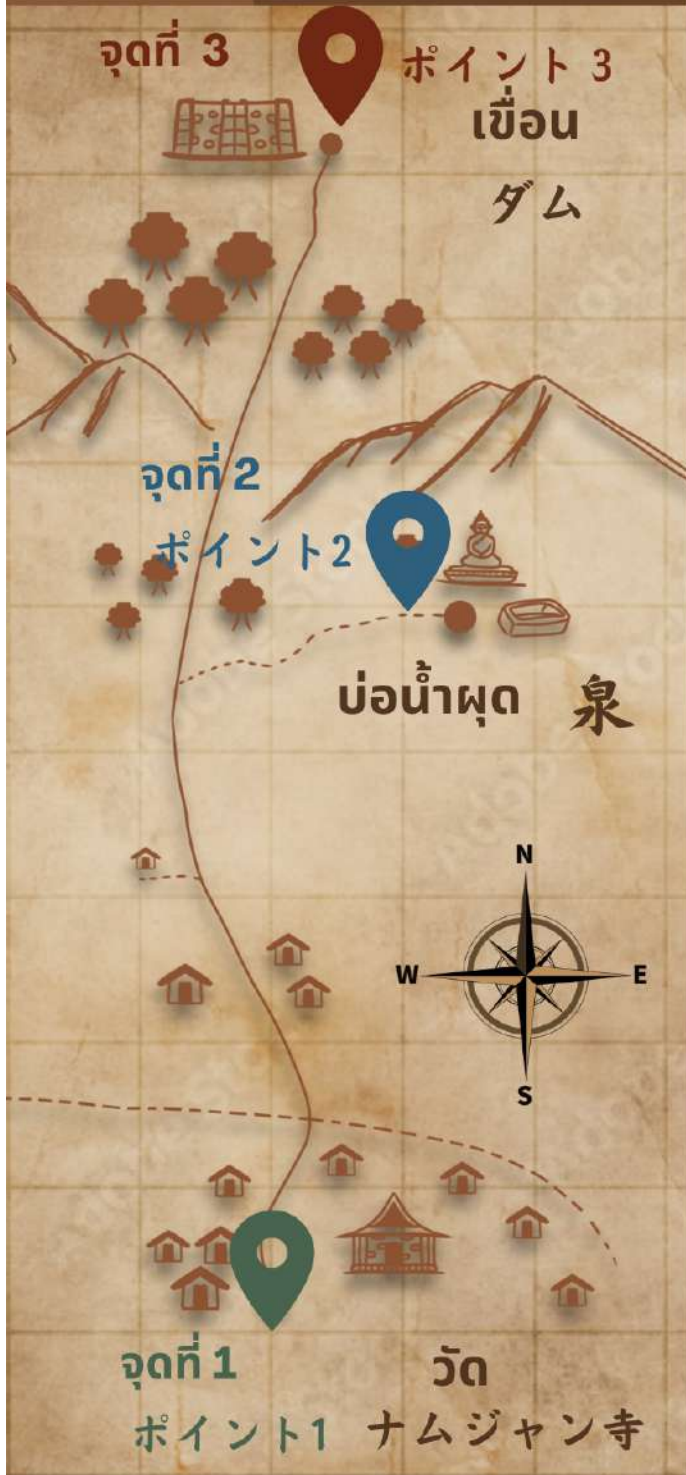 จุดที่ 3
ポイント 3
เขื่อน
ダム
จุดที่ 2
ポイント2
บ่อน้ำผุด 泉
N
W E
S
จุดที่ 1
ポイント1
วัด
ナムジャン寺